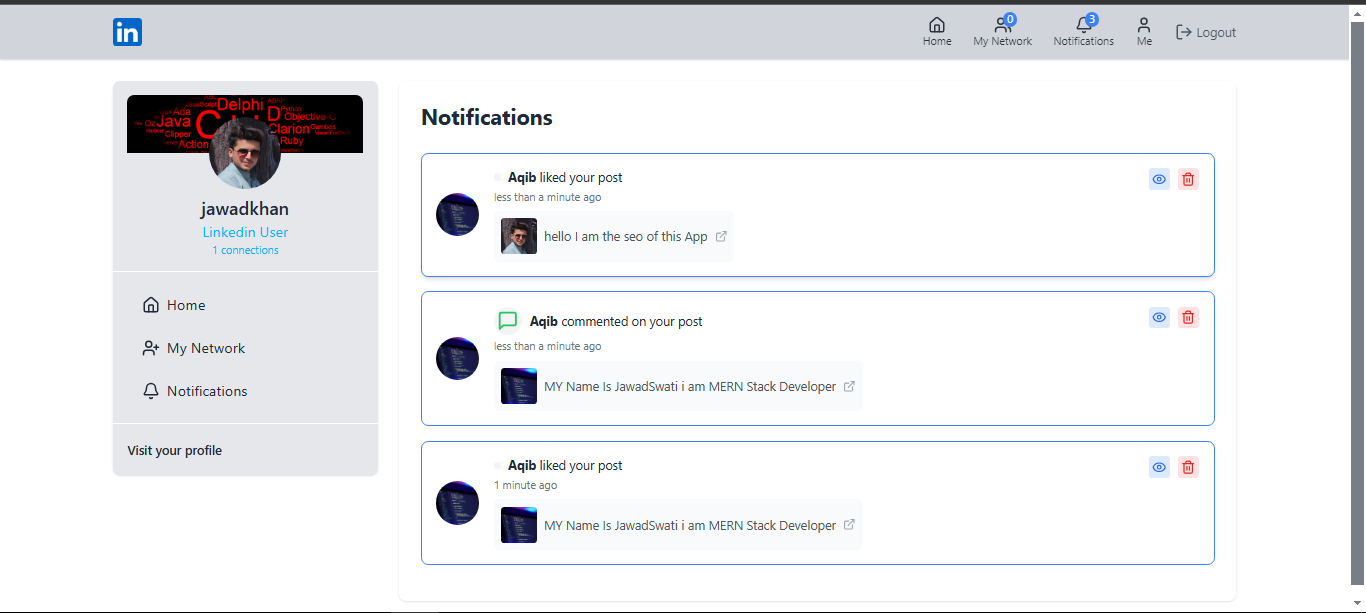 in
0
3
Home
My Network
Notifications
Me
Logout
Delphi
Ada
Java
Python
Objective-C
Clarion
Clipper
Action
Ruby
jawadkhan
Linkedin User
1 connections
Home
My Network
Notifications
Visit your profile
Notifications
Aqib liked your post
less than a minute ago
hello I am the seo of this App
Aqib commented on your post
less than a minute ago
MY Name Is JawadSwati i am MERN Stack Developer
Aqib liked your post
1 minute ago
MY Name Is JawadSwati i am MERN Stack Developer